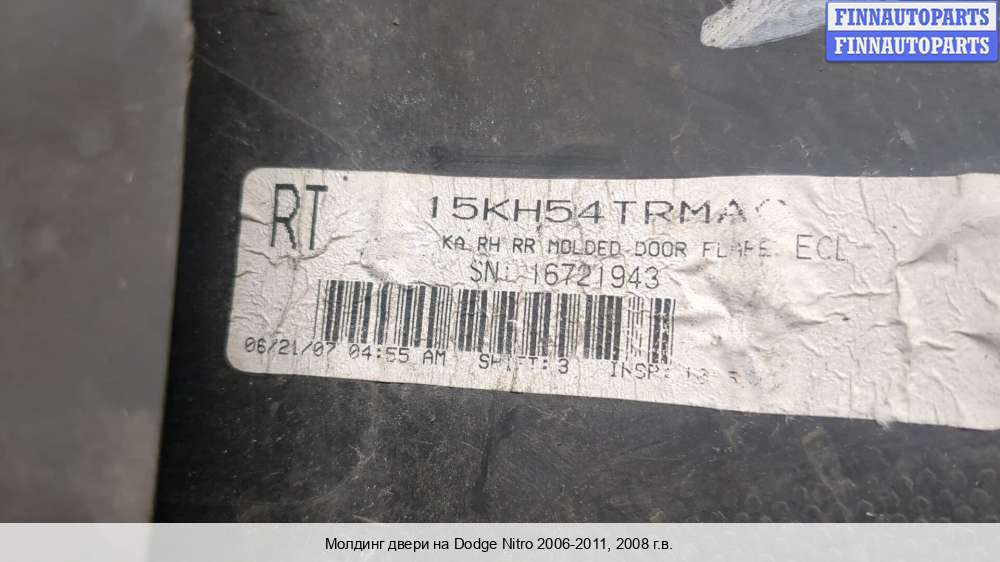 FINNAUTOPARTS
FINNAUTOPARTS
RT
15KH54TRMAC
KA RH RR MOLDED DOOR FLARE ECL
SN: 16721943
06/21/07 04:55 AM SHIFT: 3 INSP:
Молдинг двери на Dodge Nitro 2006-2011, 2008 г.в.